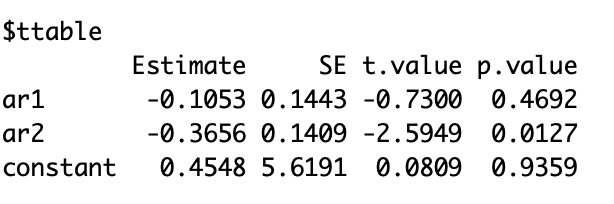 $ttable
         Estimate     SE t.value p.value
ar1       -0.1053 0.1443 -0.7300  0.4692
ar2       -0.3656 0.1409 -2.5949  0.0127
constant   0.4548 5.6191  0.0809  0.9359